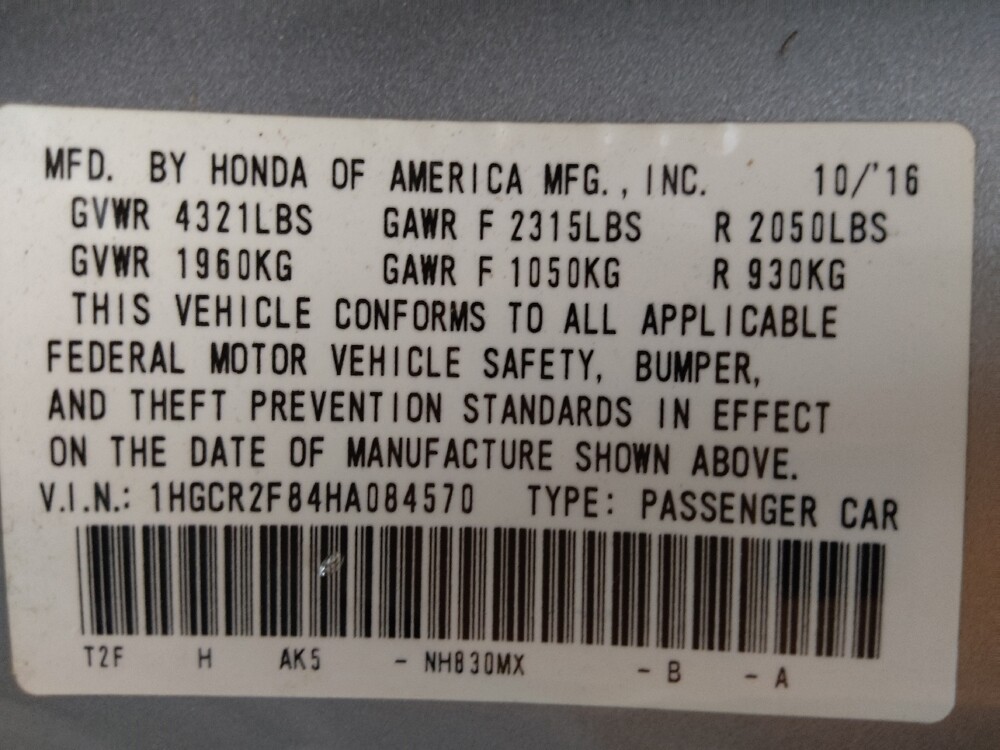 MFD. BY HONDA OF AMERICA MFG., INC. 10/'16
GVWR 4321LBS GAWR F 2315LBS R 2050LBS
GVWR 1960KG GAWR F 1050KG R 930KG
THIS VEHICLE CONFORMS TO ALL APPLICABLE
FEDERAL MOTOR VEHICLE SAFETY, BUMPER,
AND THEFT PREVENTION STANDARDS IN EFFECT
ON THE DATE OF MANUFACTURE SHOWN ABOVE.
V.I.N.: 1HGCR2F84HA084570 TYPE: PASSENGER CAR
T2F H AK5 - NH830MX - B - A